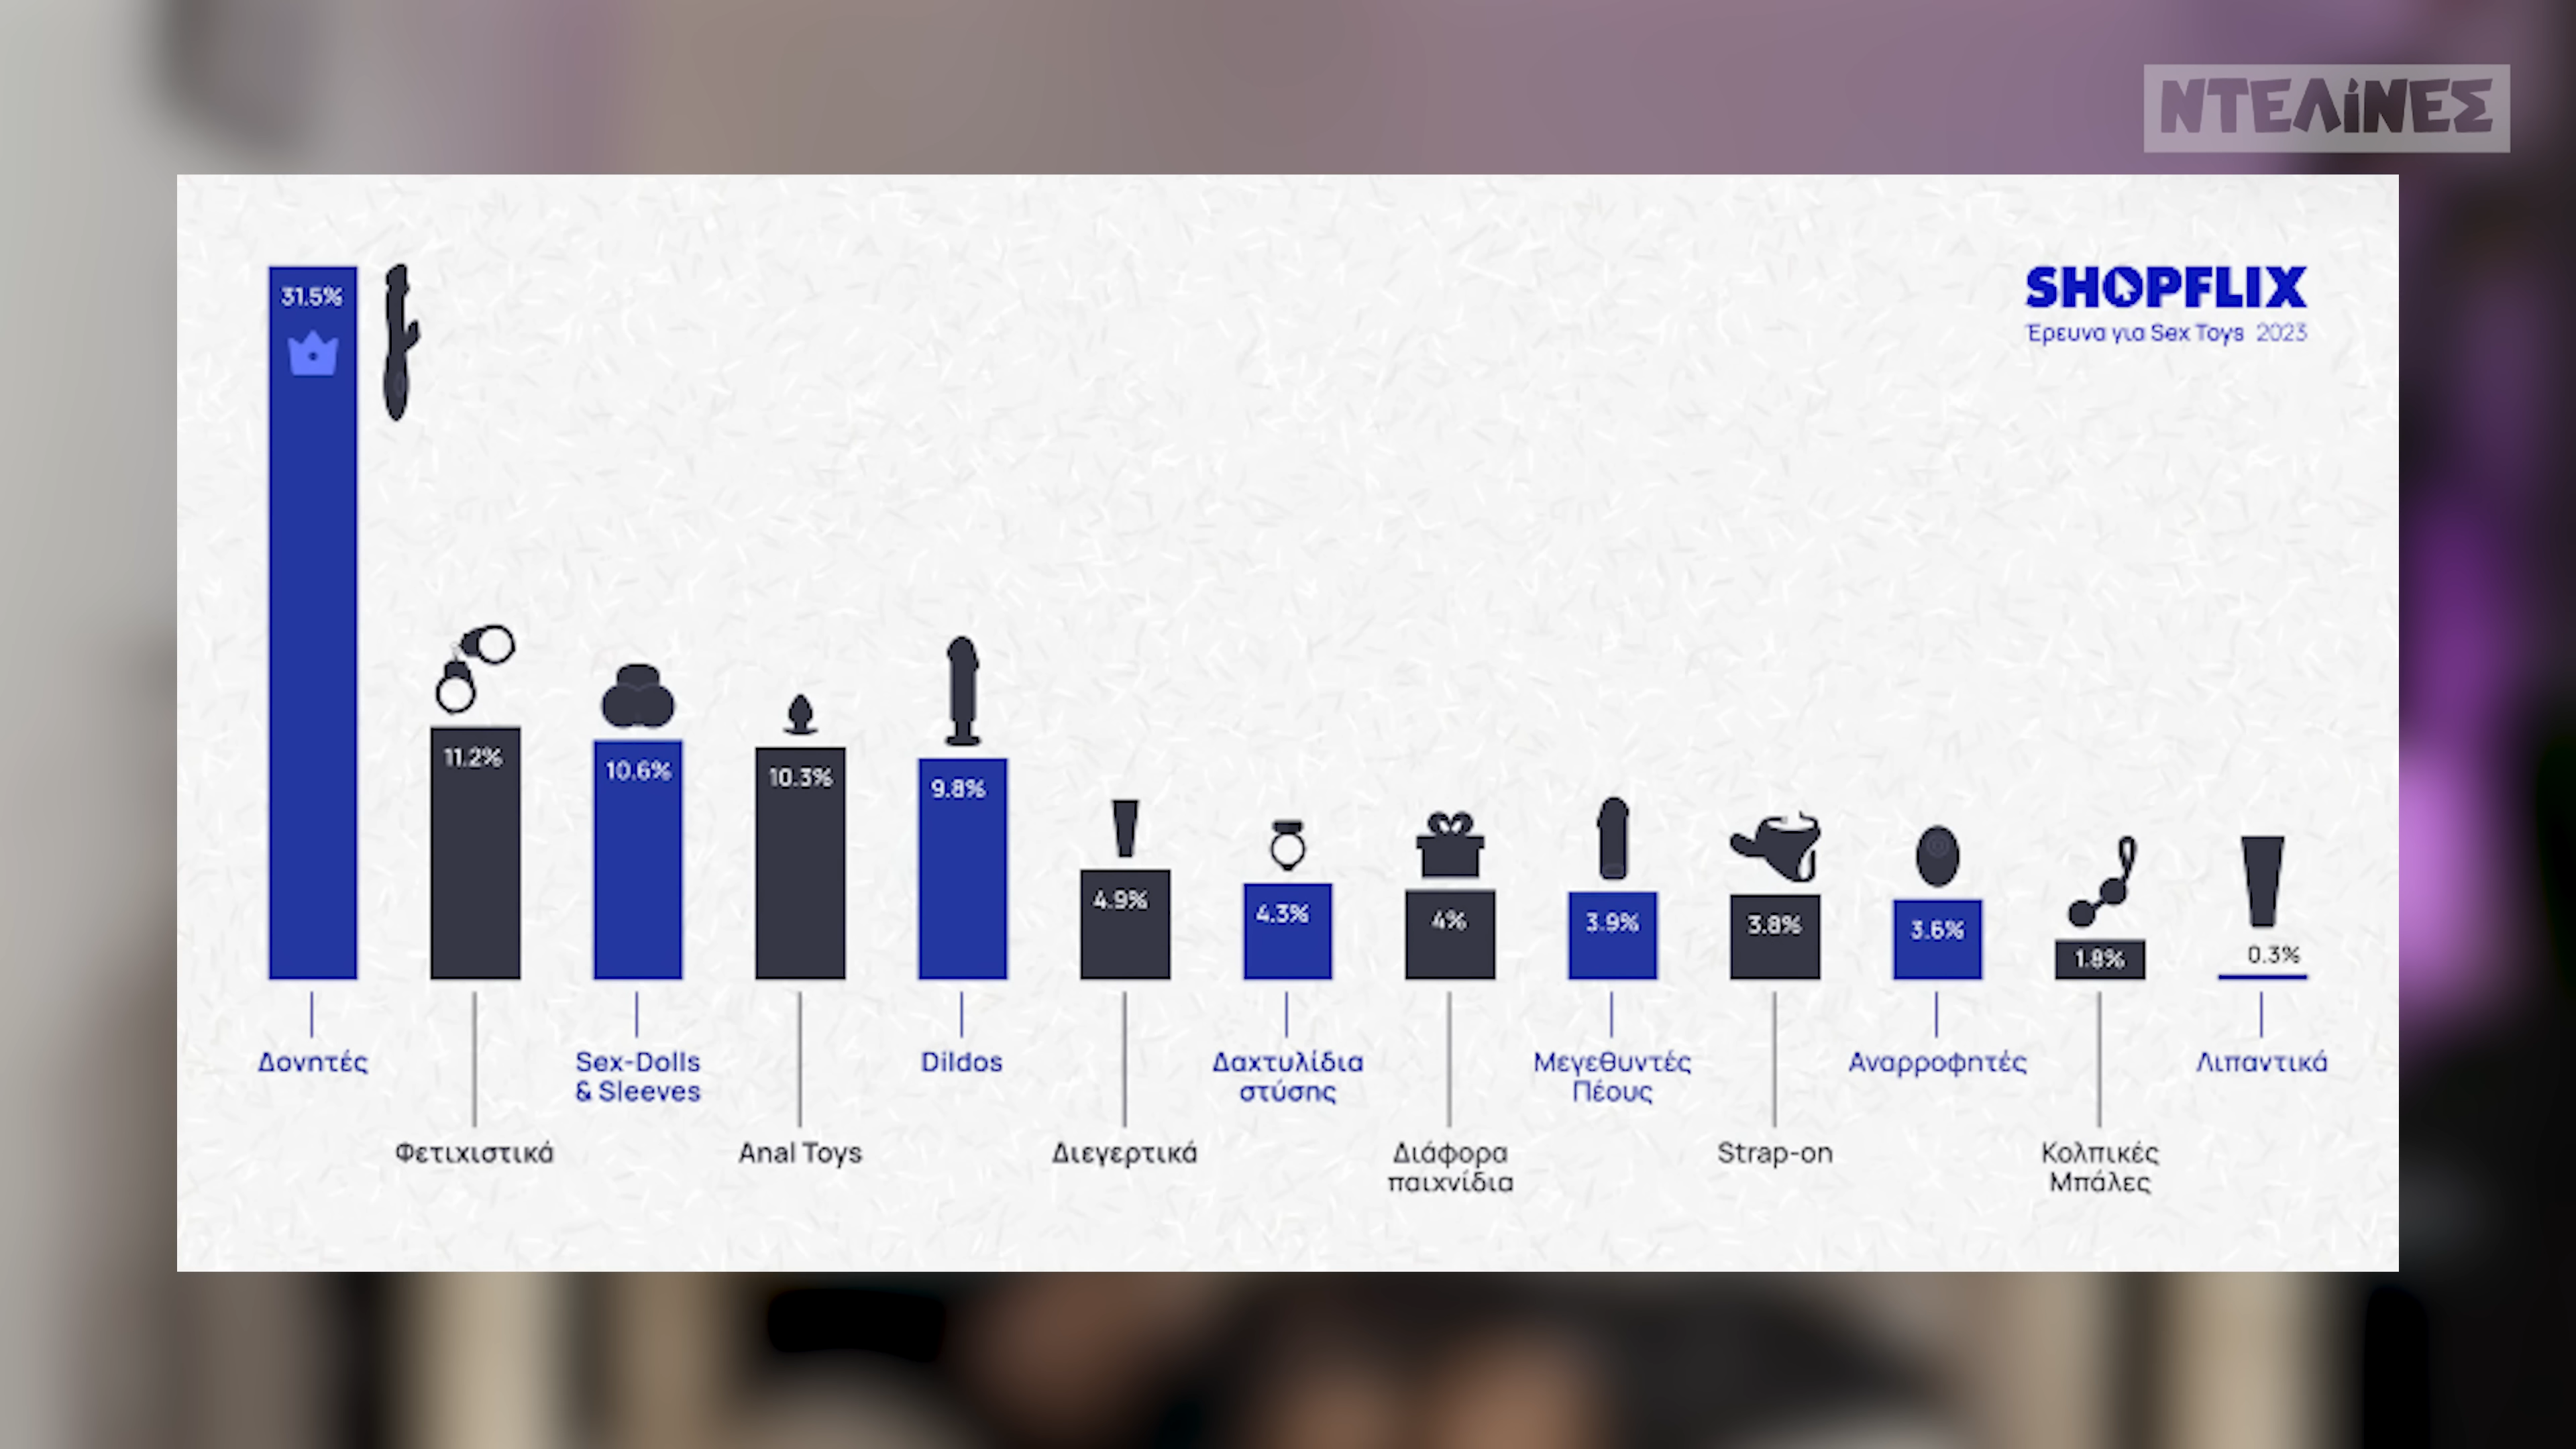 ΝΤΕΛίΝΕΣ
SHOPFLIX
Έρευνα για Sex Toys 2023
31.5%
11.2%
10.6%
10.3%
9.8%
4.9%
4.3%
4%
3.9%
3.8%
3.6%
1.8%
0.3%
Δονητές
Φετιχιστικά
Sex-Dolls
& Sleeves
Anal Toys
Dildos
Διεγερτικά
Δαχτυλίδια
στύσης
Διάφορα
παιχνίδια
Μεγεθυντές
Πέους
Strap-on
Αναρροφητές
Κολπικές
Μπάλες
Λιπαντικά